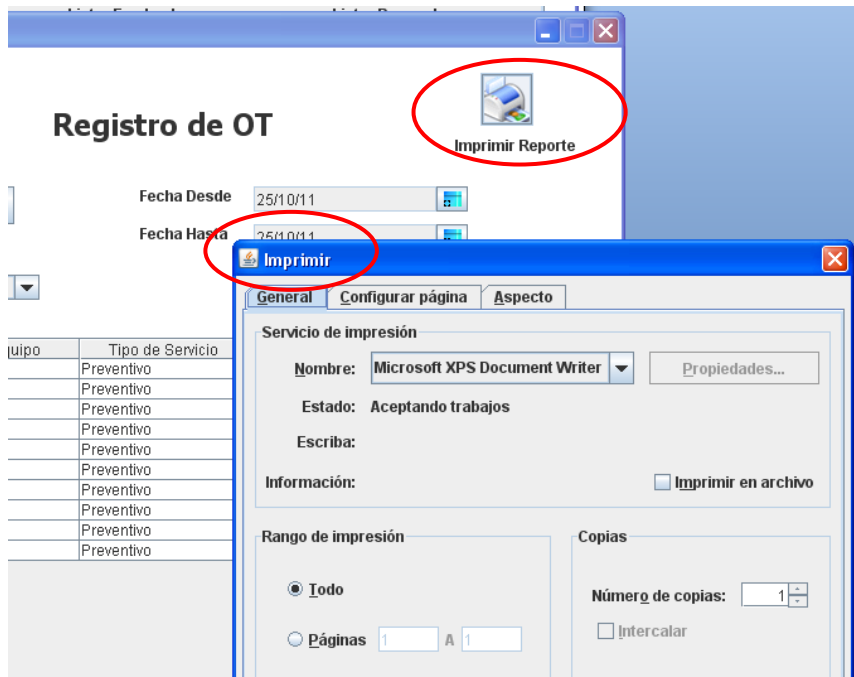 Registro de OT
Imprimir Reporte
Fecha Desde 25/10/11
Fecha Hasta 25/10/11
Imprimir
General Configurar página Aspecto
Servicio de impresión
Nombre: Microsoft XPS Document Writer Propiedades...
Estado: Aceptando trabajos
Escriba:
Información: Imprimir en archivo
Rango de impresión Copias
Todo
Número de copias: 1
Intercalar
Páginas 1 A 1
Tipo de Servicio
Preventivo
Preventivo
Preventivo
Preventivo
Preventivo
Preventivo
Preventivo
Preventivo
Preventivo
Preventivo